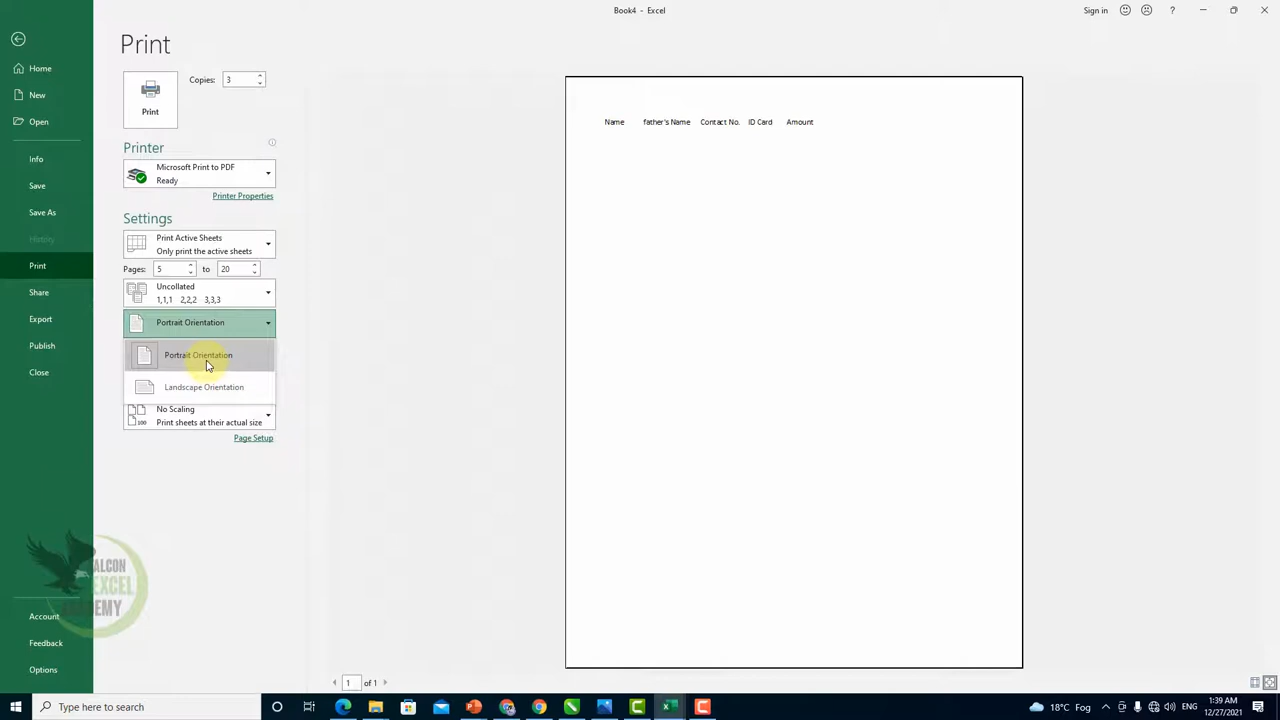 Book4 - Excel
Sign in
?
Print
Home
New
Open
Info
Save
Save As
History
Print
Share
Export
Publish
Close
Account
Feedback
Options
Print
Copies: 3
Printer
Microsoft Print to PDF
Ready
Printer Properties
Settings
Print Active Sheets
Only print the active sheets
Pages: 5 to 20
Uncollated
1,1,1 2,2,2 3,3,3
Portrait Orientation
Portrait Orientation
Landscape Orientation
No Scaling
100 Print sheets at their actual size
Page Setup
Name father's Name Contact No. ID Card Amount
1 of 1
FALCON
EXCEL
ACADEMY
Type here to search
18°C Fog
ENG
1:39 AM
12/27/2021